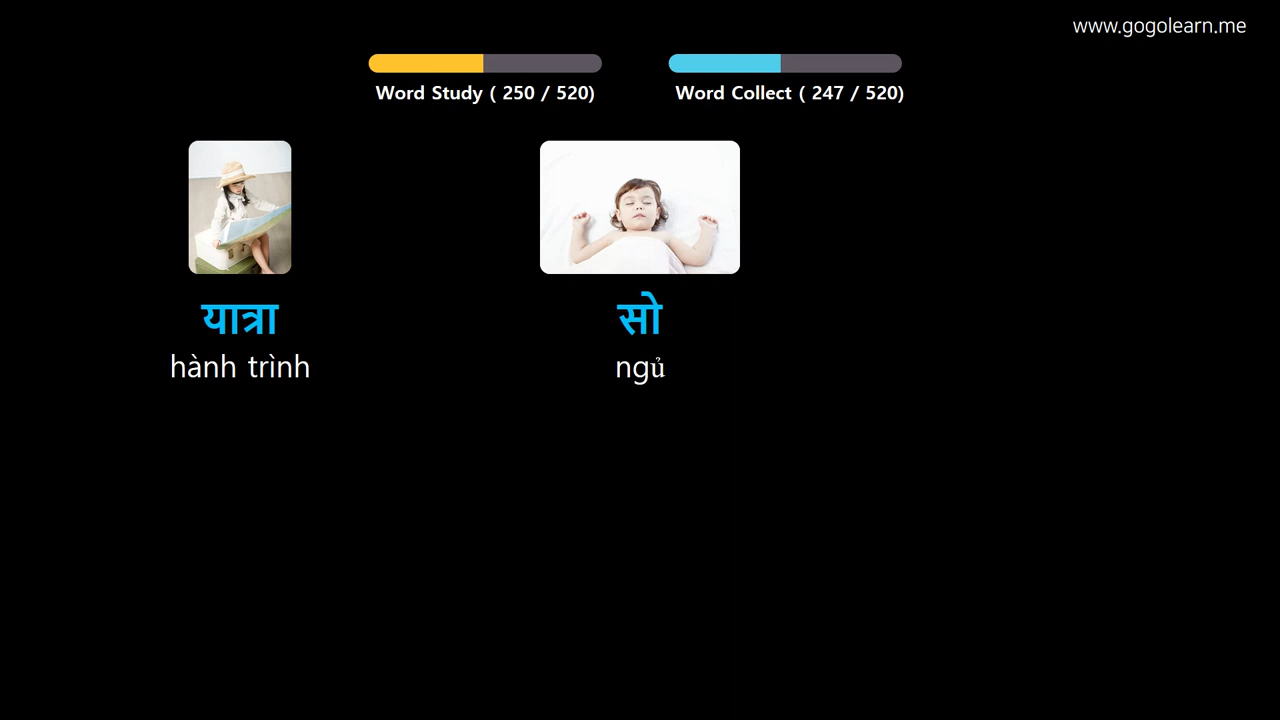 www.gogolearn.me
Word Study ( 250 / 520)
Word Collect ( 247 / 520)
यात्रा
सो
hành trình
ngủ